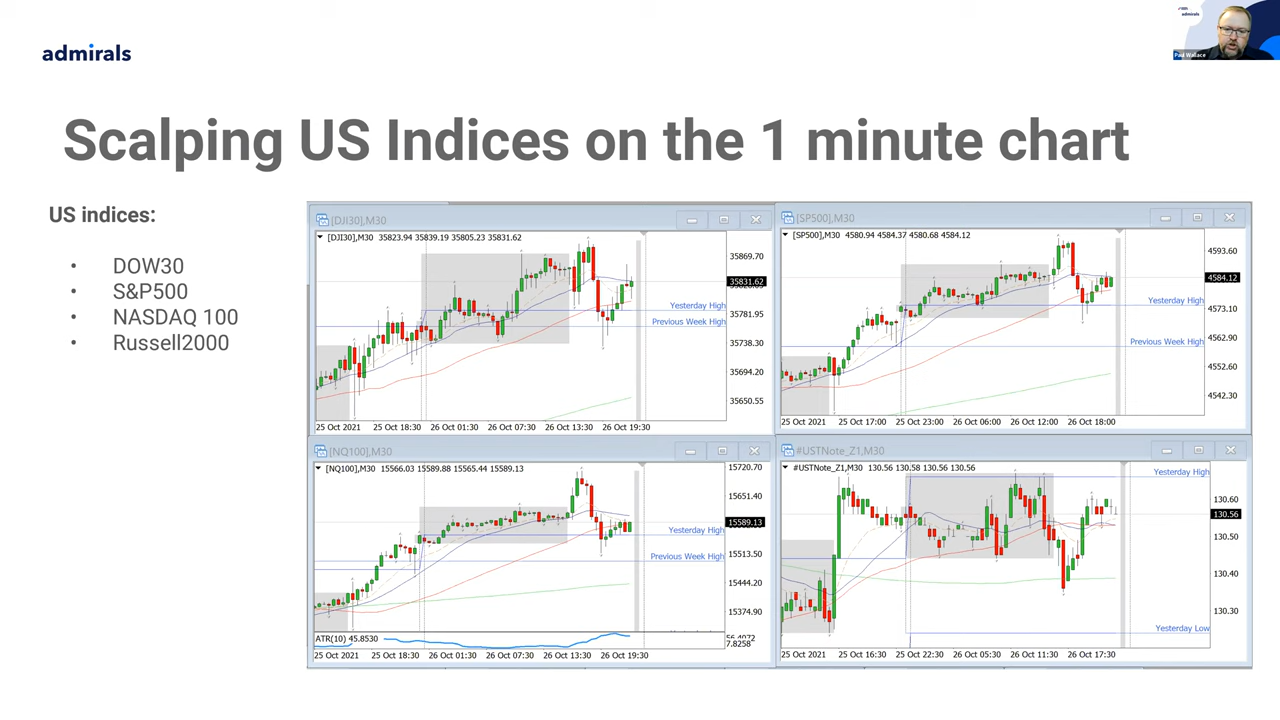 admirals
admirals
Paul Wallace
Scalping US Indices on the 1 minute chart
US indices:
• DOW30
• S&P500
• NASDAQ 100
• Russell2000
[DJI30],M30
[DJI30],M30 35823.94 35839.19 35805.23 35831.62
35869.70
35831.62
35781.95
35738.30
35694.20
35650.55
Yesterday High
Previous Week High
25 Oct 2021 25 Oct 18:30 26 Oct 01:30 26 Oct 07:30 26 Oct 13:30 26 Oct 19:30
[SP500],M30
[SP500],M30 4580.94 4584.37 4580.68 4584.12
4593.60
4584.12
4573.10
4562.90
4552.60
4542.30
Yesterday High
Previous Week High
25 Oct 2021 25 Oct 17:00 25 Oct 23:00 26 Oct 06:00 26 Oct 12:00 26 Oct 18:00
[NQ100],M30
[NQ100],M30 15566.03 15589.88 15565.44 15589.13
15720.70
15651.40
15589.13
15513.50
15444.20
15374.90
Yesterday High
Previous Week High
ATR(10) 45.8530
7.8258
25 Oct 2021 25 Oct 18:30 26 Oct 01:30 26 Oct 07:30 26 Oct 13:30 26 Oct 19:30
#USTNote_Z1,M30
#USTNote_Z1,M30 130.56 130.58 130.56 130.56
Yesterday High
130.60
130.56
130.50
130.40
130.30
Yesterday Low
25 Oct 2021 25 Oct 16:30 25 Oct 22:30 26 Oct 05:30 26 Oct 11:30 26 Oct 17:30